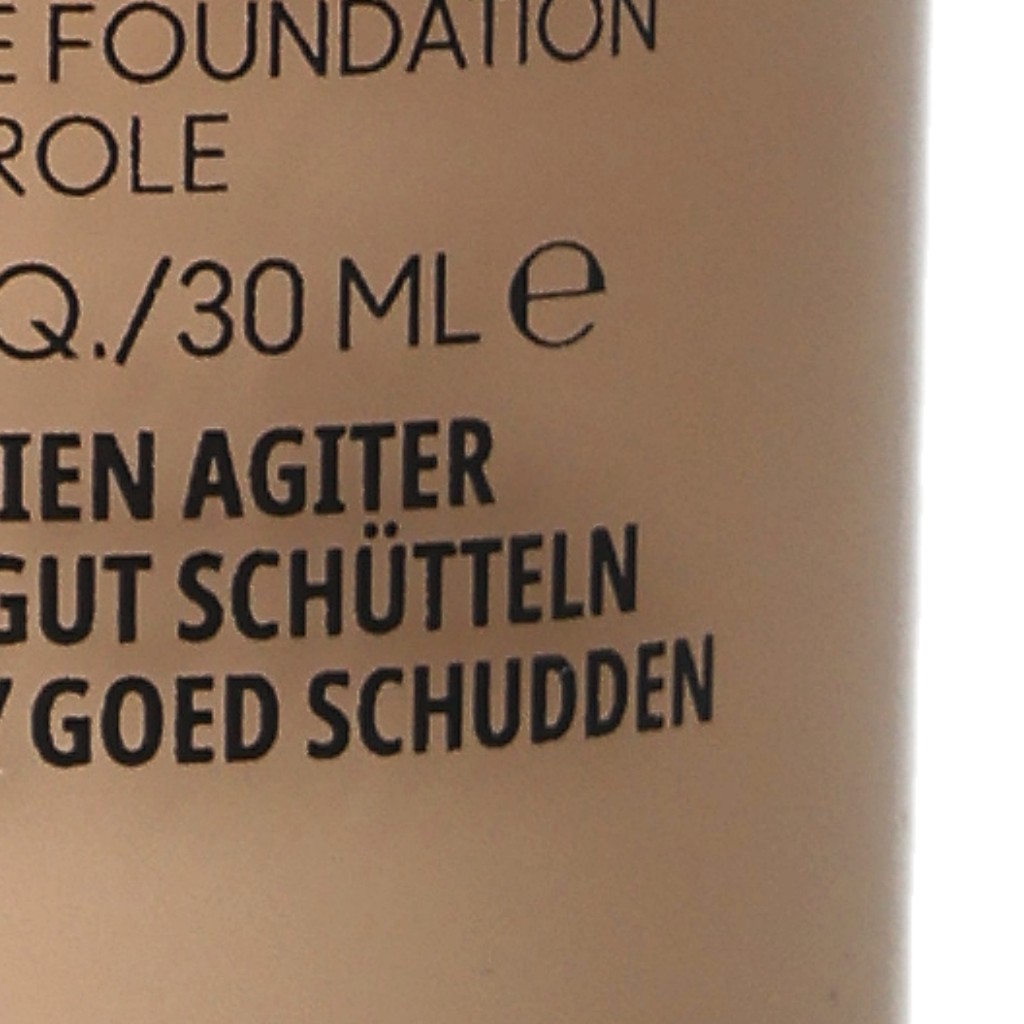 E FOUNDATION
ROLE
Q./30 ML ℮
IEN AGITER
GUT SCHÜTTELN
/ GOED SCHUDDEN